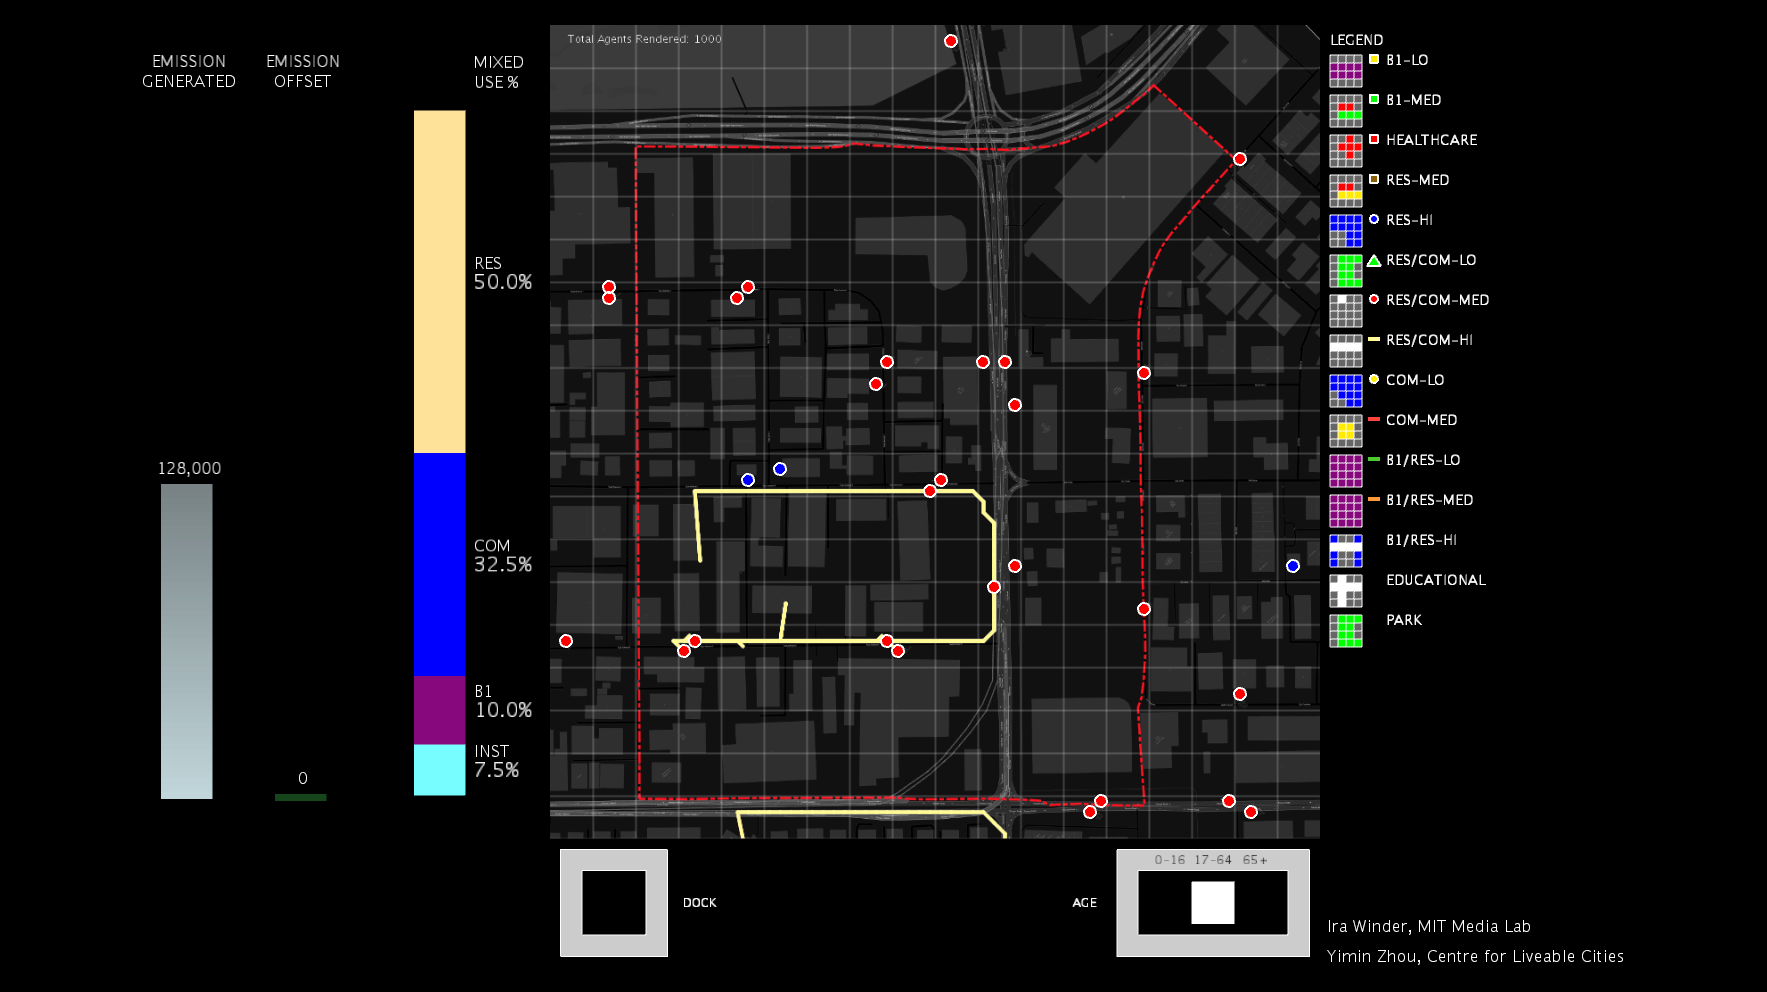 EMISSION
GENERATED
EMISSION
OFFSET
MIXED
USE %
Total Agents Rendered: 1000
RES
50.0%
128,000
COM
32.5%
B1
10.0%
INST
7.5%
0
LEGEND
B1-LO
B1-MED
HEALTHCARE
RES-MED
RES-HI
RES/COM-LO
RES/COM-MED
RES/COM-HI
COM-LO
COM-MED
B1/RES-LO
B1/RES-MED
B1/RES-HI
EDUCATIONAL
PARK
DOCK
AGE
0-16 17-64 65+
Ira Winder, MIT Media Lab
Yimin Zhou, Centre for Liveable Cities